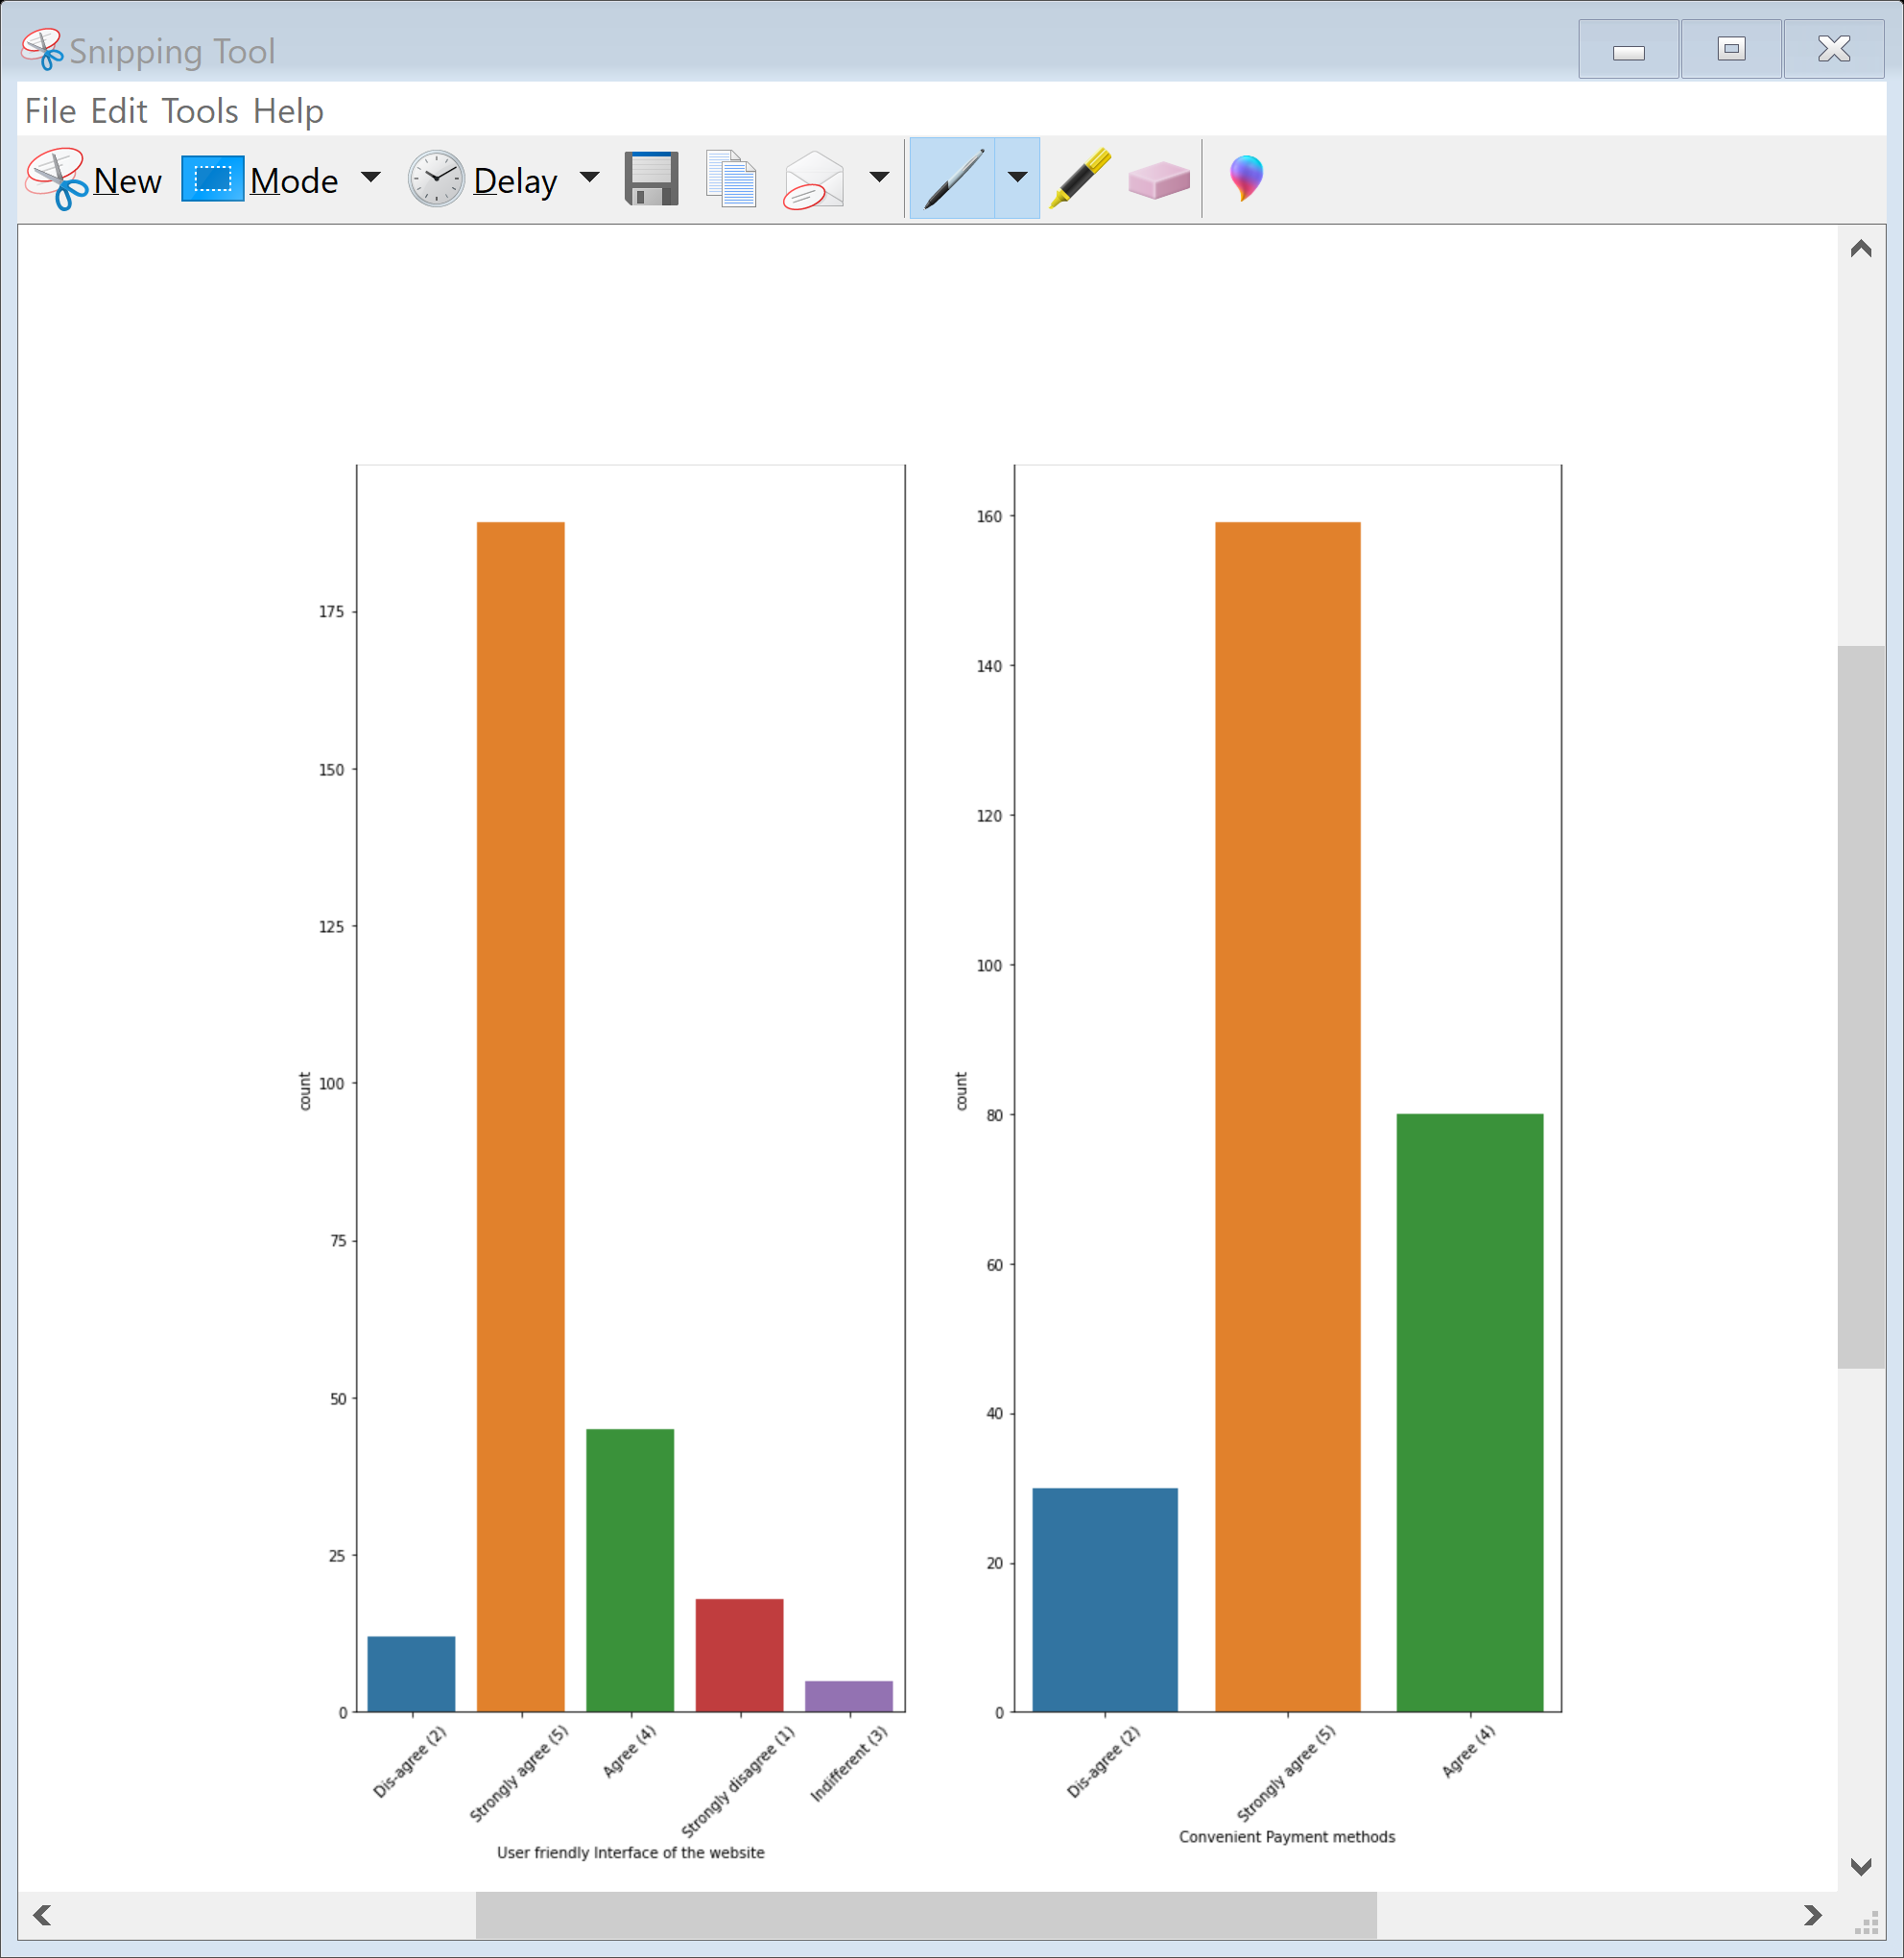 Snipping Tool
File Edit Tools Help
New Mode Delay
175
150
125
100
75
50
25
0
count
Dis-agree (2)
Strongly agree (5)
Agree (4)
Strongly disagree (1)
Indifferent (3)
User friendly Interface of the website
160
140
120
100
80
60
40
20
0
count
Dis-agree (2)
Strongly agree (5)
Agree (4)
Convenient Payment methods